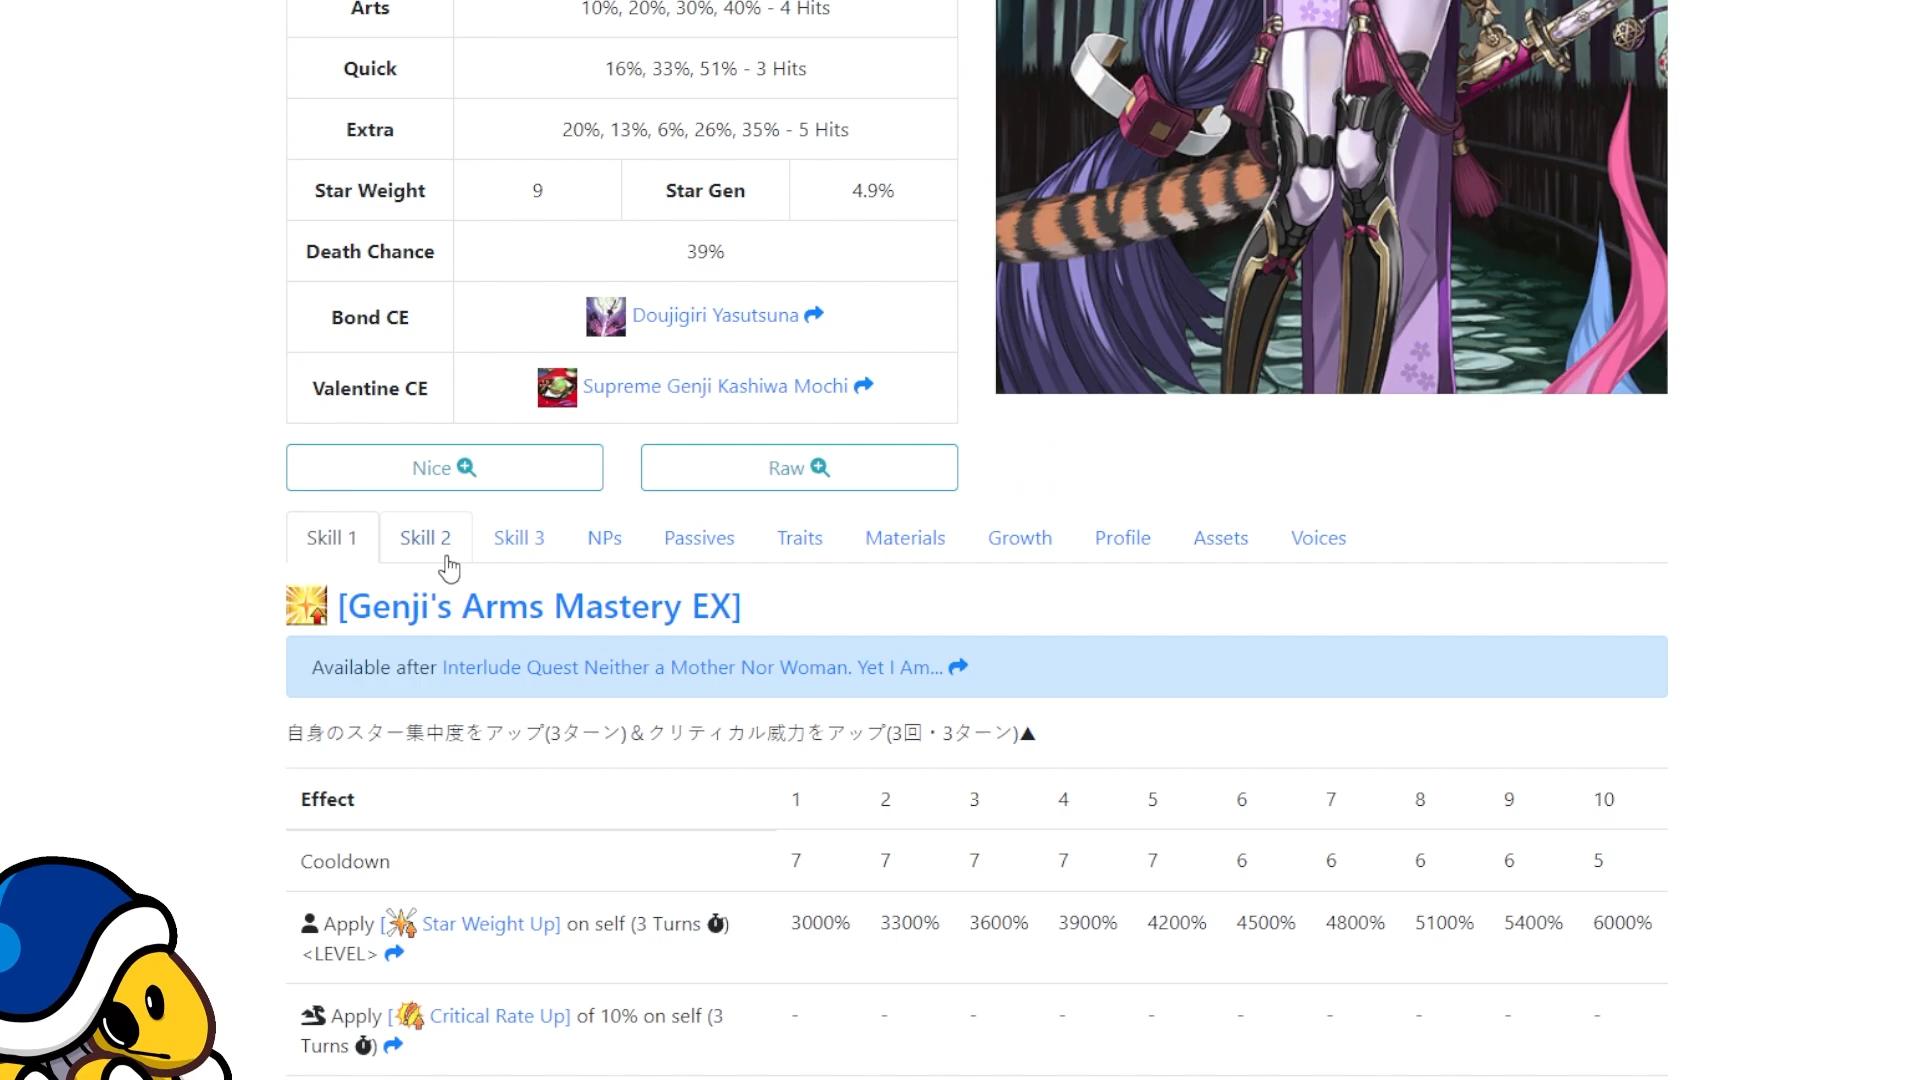 Arts 10%, 20%, 30%, 40% - 4 Hits
Quick 16%, 33%, 51% - 3 Hits
Extra 20%, 13%, 6%, 26%, 35% - 5 Hits
Star Weight 9 Star Gen 4.9%
Death Chance 39%
Bond CE Doujigiri Yasutsuna
Valentine CE Supreme Genji Kashiwa Mochi
Nice Raw
Skill 1 Skill 2 Skill 3 NPs Passives Traits Materials Growth Profile Assets Voices
[Genji's Arms Mastery EX]
Available after Interlude Quest Neither a Mother Nor Woman. Yet I Am...
自身のスター集中度をアップ(3ターン)＆クリティカル威力をアップ(3回・3ターン)▲
Effect 1 2 3 4 5 6 7 8 9 10
Cooldown 7 7 7 7 7 6 6 6 6 5
Apply [Star Weight Up] on self (3 Turns ) 3000% 3300% 3600% 3900% 4200% 4500% 4800% 5100% 5400% 6000%
<LEVEL>
Apply [Critical Rate Up] of 10% on self (3 - - - - - - - - - -
Turns )